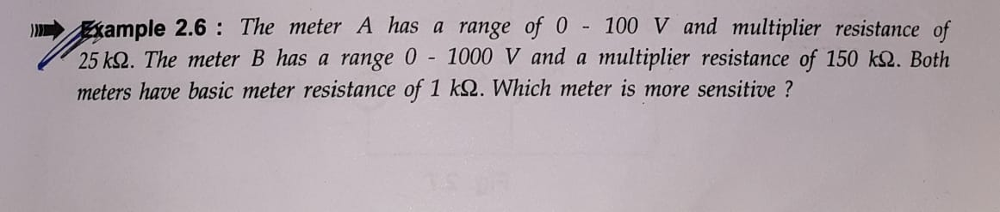 Example 2.6 : The meter A has a range of 0 - 100 V and multiplier resistance of
25 kΩ. The meter B has a range 0 - 1000 V and a multiplier resistance of 150 kΩ. Both
meters have basic meter resistance of 1 kΩ. Which meter is more sensitive ?